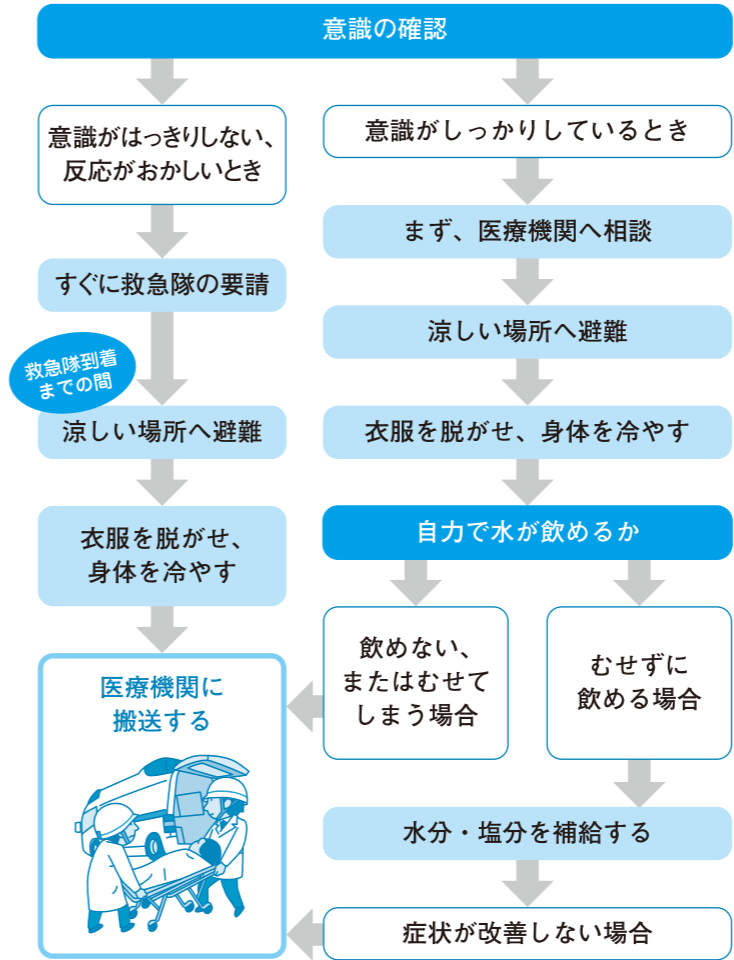 意識の確認
意識がはっきりしない、
反応がおかしいとき
すぐに救急隊の要請
救急隊到着
までの間
涼しい場所へ避難
衣服を脱がせ、
身体を冷やす
医療機関に
搬送する
意識がしっかりしているとき
まず、医療機関へ相談
涼しい場所へ避難
衣服を脱がせ、身体を冷やす
自力で水が飲めるか
飲めない、
またはむせて
しまう場合
むせずに
飲める場合
水分・塩分を補給する
症状が改善しない場合